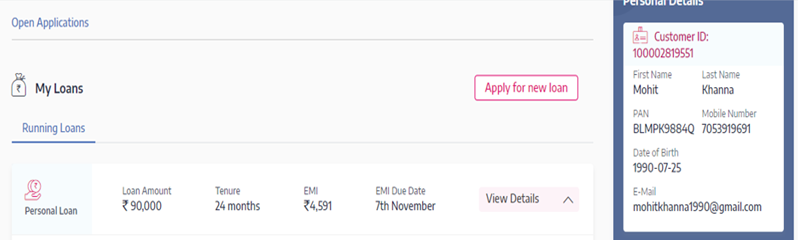 Open Applications
My Loans
Apply for new loan
Running Loans
Personal Loan
Loan Amount
₹ 90,000
Tenure
24 months
EMI
₹4,591
EMI Due Date
7th November
View Details
Personal Details
Customer ID:
100002819551
First Name Last Name
Mohit Khanna
PAN Mobile Number
BLMPK9884Q 7053919691
Date of Birth
1990-07-25
E-Mail
mohitkhanna1990@gmail.com